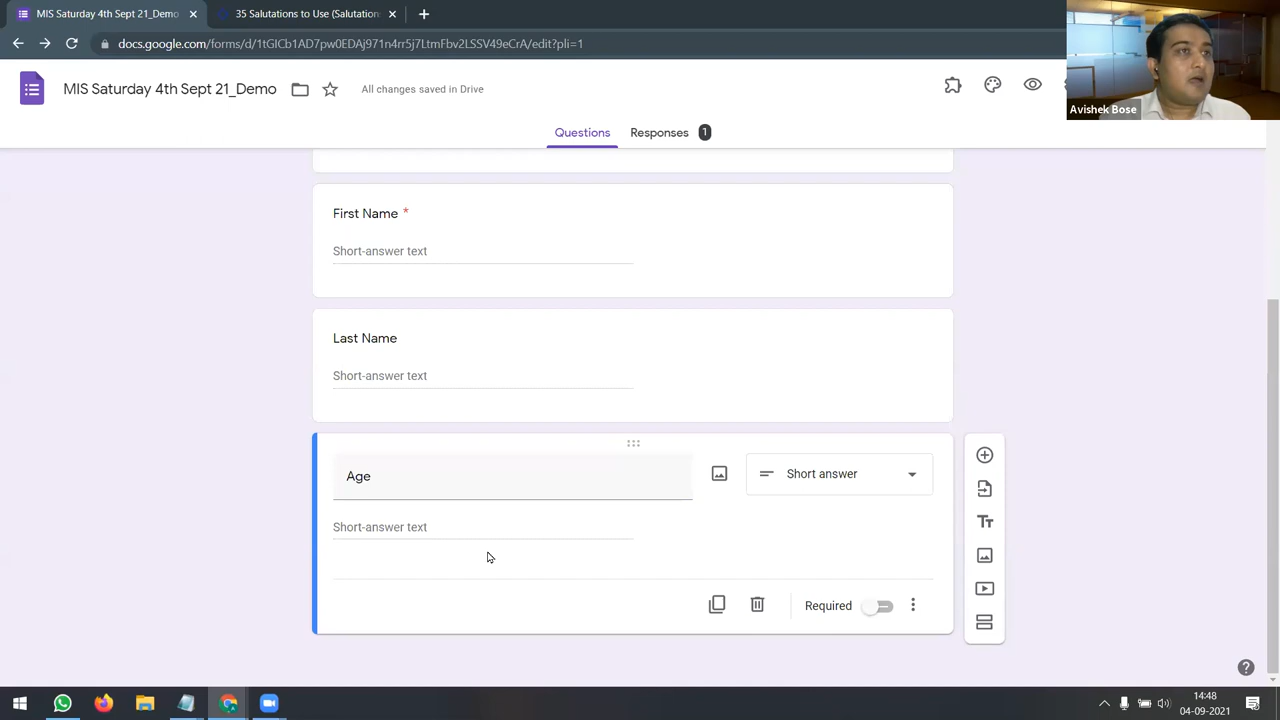 MIS Saturday 4th Sept 21_Demo
35 Salutations to Use (Salutation
docs.google.com/forms/d/1tGICb1AD7pw0EDAj971n4rr5j7LtmFbv2LSSV49eCrA/edit?pli=1
MIS Saturday 4th Sept 21_Demo
All changes saved in Drive
Avishek Bose
Questions
Responses 1
First Name *
Short-answer text
Last Name
Short-answer text
Age
Short answer
Short-answer text
Required
14:48
04-09-2021